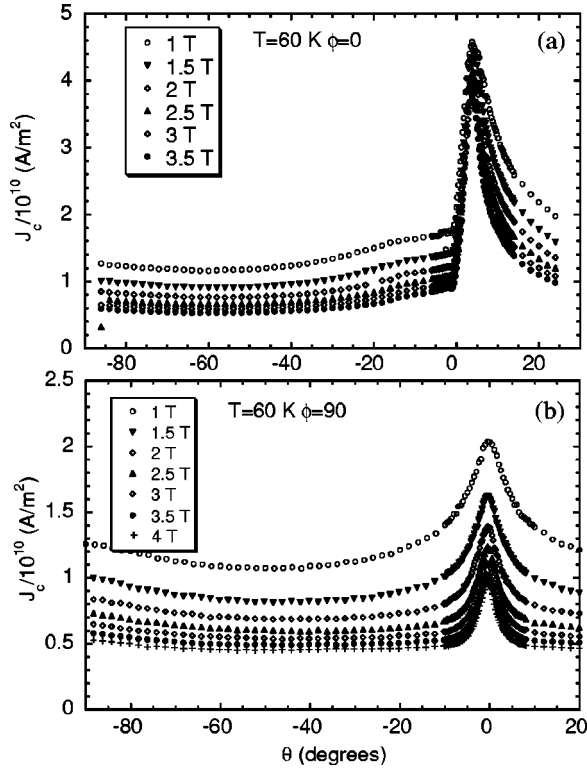 T=60 K ϕ=0
(a)
1 T
1.5 T
2 T
2.5 T
3 T
3.5 T
J_c/10^10 (A/m^2)
6
4
2
1
0
-80
-60
-40
-20
0
20
T=60 K ϕ=90
(b)
1 T
1.5 T
2 T
2.5 T
3 T
3.5 T
4 T
J_c/10^10 (A/m^2)
2.5
2
1.5
1
0.5
0
-80
-60
-40
-20
0
20
θ (degrees)